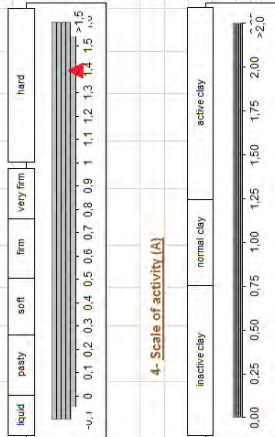 liquid pasty soft firm very firm hard
0 0,1 0,2 0,3 0,4 0,5 0,6 0,7 0,8 0,9 1 1,1 1,2 1,3 1,4 1,5 >1,5
4- Scale of activity (A)
inactive clay normal clay active clay
0,00 0,25 0,50 0,75 1,00 1,25 1,50 1,75 2,00 >2,0